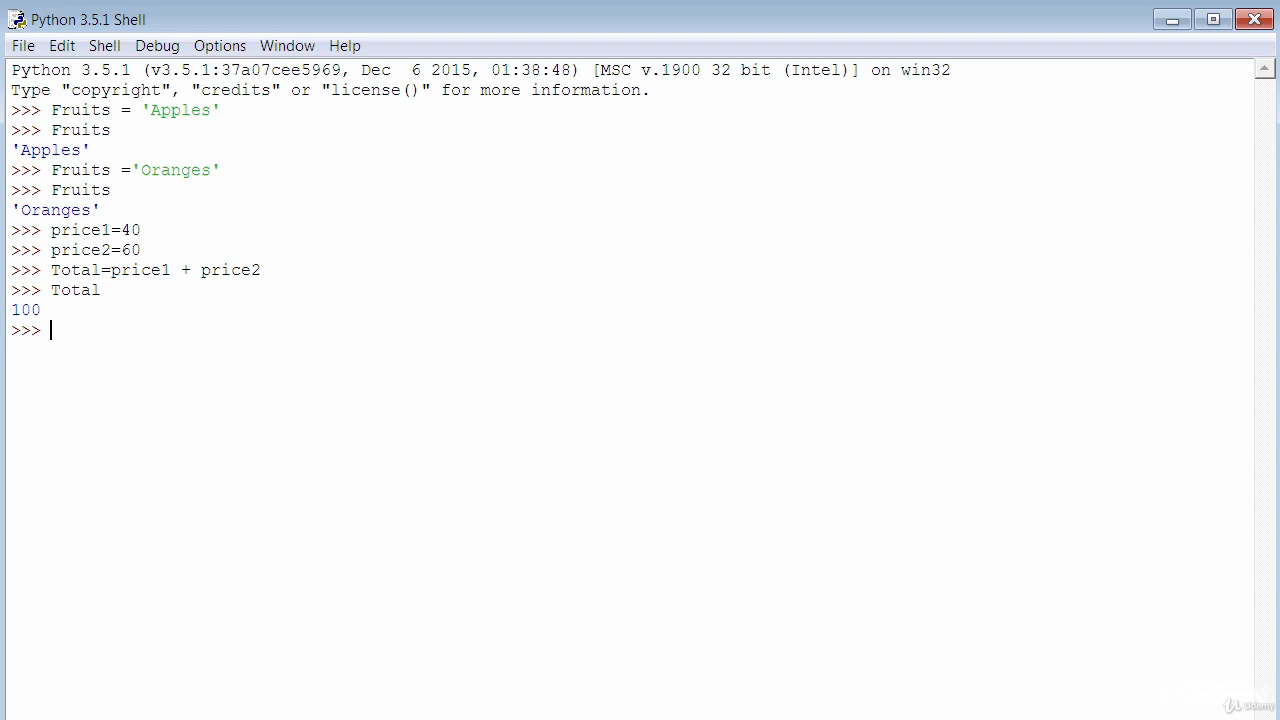 Python 3.5.1 Shell
File Edit Shell Debug Options Window Help
Python 3.5.1 (v3.5.1:37a07cee5969, Dec  6 2015, 01:38:48) [MSC v.1900 32 bit (Intel)] on win32
Type "copyright", "credits" or "license()" for more information.
>>> Fruits = 'Apples'
>>> Fruits
'Apples'
>>> Fruits ='Oranges'
>>> Fruits
'Oranges'
>>> price1=40
>>> price2=60
>>> Total=price1 + price2
>>> Total
100
>>>
Udemy